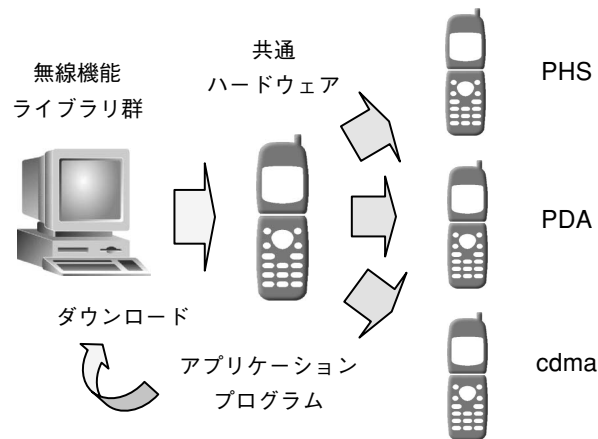 無線機能
ライブラリ群
共通
ハードウェア
PHS
PDA
cdma
ダウンロード
アプリケーション
プログラム